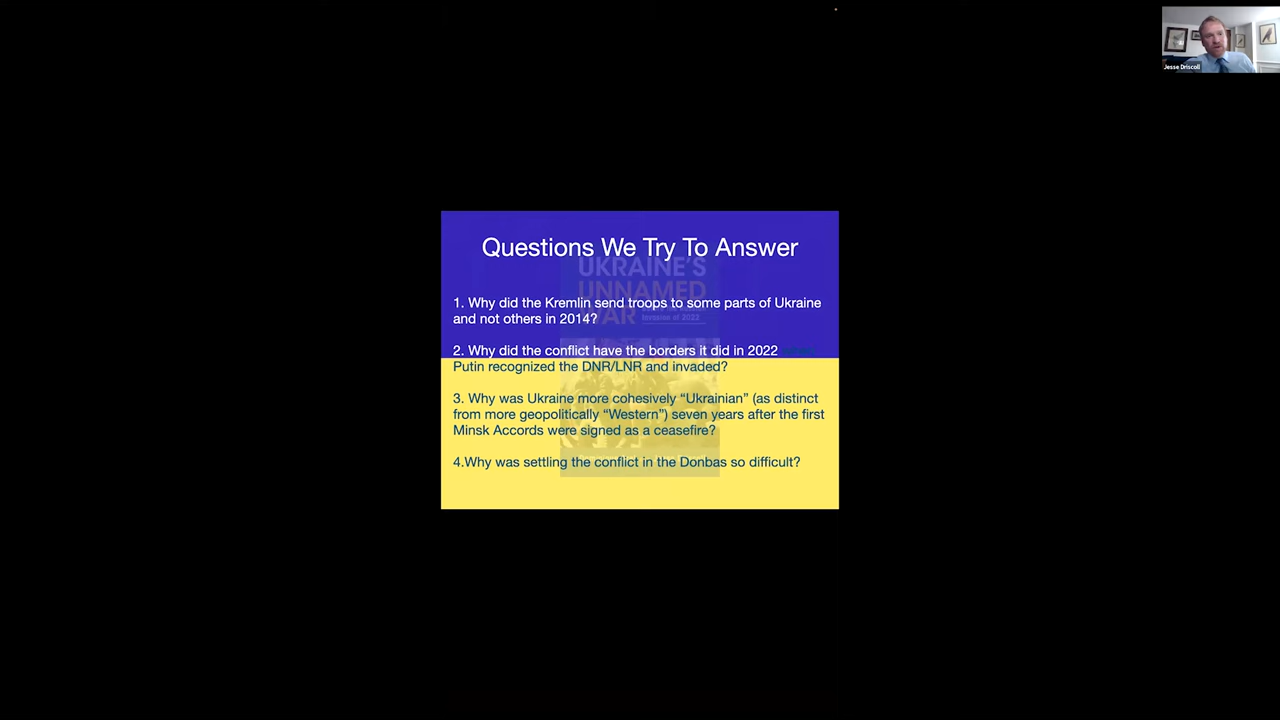 Jesse Driscoll
Questions We Try To Answer
UKRAINE'S
UNNAMED
WAR
Invasion of 2022
1. Why did the Kremlin send troops to some parts of Ukraine
and not others in 2014?
2. Why did the conflict have the borders it did in 2022
Putin recognized the DNR/LNR and invaded?
3. Why was Ukraine more cohesively “Ukrainian” (as distinct
from more geopolitically “Western”) seven years after the first
Minsk Accords were signed as a ceasefire?
4.Why was settling the conflict in the Donbas so difficult?